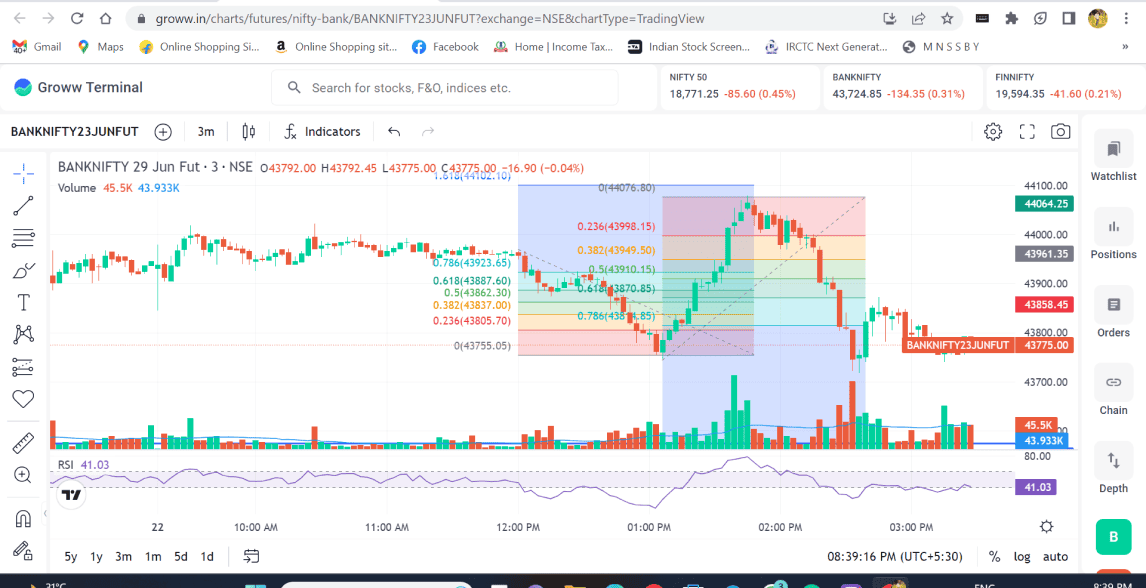 groww.in/charts/futures/nifty-bank/BANKNIFTY23JUNFUT?exchange=NSE&chartType=TradingView
Gmail Maps Online Shopping Si... Online Shopping sit... Facebook Home | Income Tax... Indian Stock Screen... IRCTC Next Generat... M N S S B Y »
Groww Terminal
Search for stocks, F&O, indices etc.
NIFTY 50
18,771.25 -85.60 (0.45%)
BANKNIFTY
43,724.85 -134.35 (0.31%)
FINNIFTY
19,594.35 -41.60 (0.21%)
BANKNIFTY23JUNFUT 3m Indicators
BANKNIFTY 29 Jun Fut · 3 · NSE O43792.00 H43792.45 L43775.00 C43775.00 -16.90 (-0.04%)
Volume 45.5K 43.933K
1.618(44102.10)
0(44076.80)
0.236(43998.15)
0.382(43949.50)
0.786(43923.65)
0.5(43910.15)
0.618(43887.60)
0.618(43870.85)
0.5(43862.30)
0.382(43837.00)
0.786(43814.85)
0.236(43805.70)
0(43755.05)
44100.00
44064.25
44000.00
43961.35
43900.00
43858.45
43800.00
BANKNIFTY23JUNFUT 43775.00
43700.00
45.5K
43.933K
RSI 41.03
80.00
41.03
22 10:00 AM 11:00 AM 12:00 PM 01:00 PM 02:00 PM 03:00 PM
5y 1y 3m 1m 5d 1d
08:39:16 PM (UTC+5:30) % log auto
Watchlist
Positions
Orders
Chain
Depth
B
31°C
3
ENG
8:39 PM